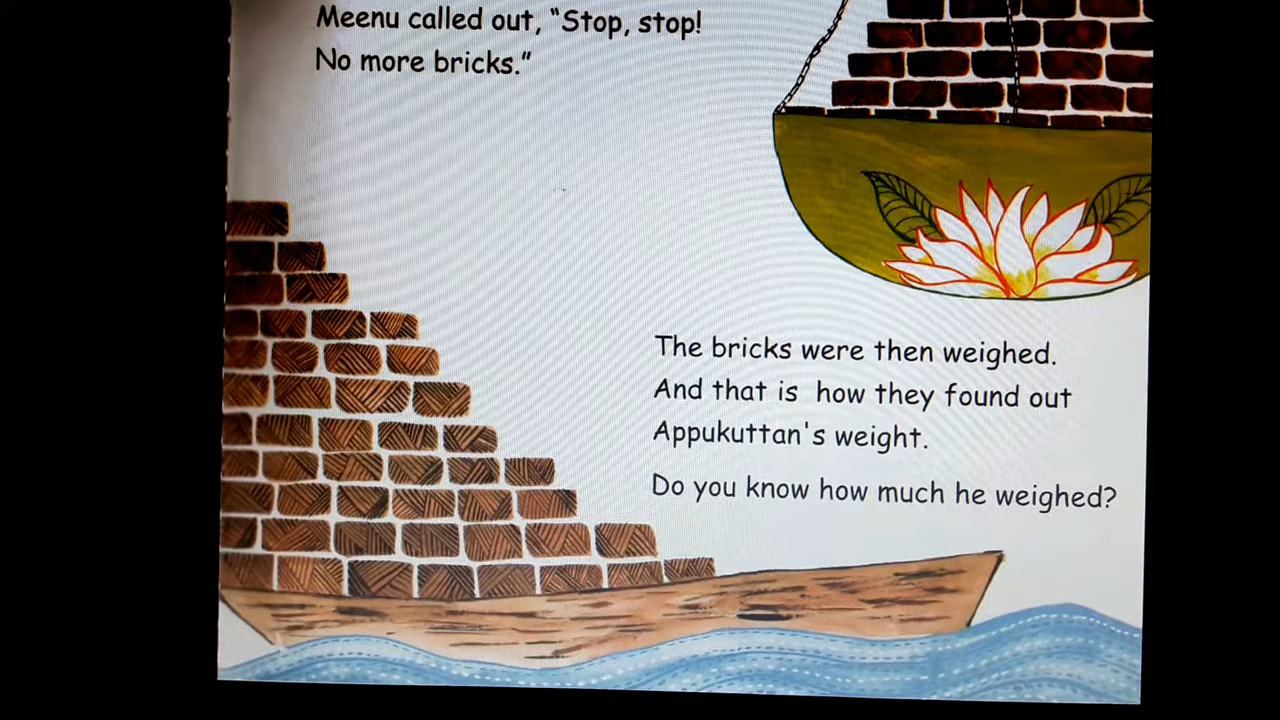 Meenu called out, “Stop, stop!
No more bricks.”
The bricks were then weighed.
And that is how they found out
Appukuttan's weight.
Do you know how much he weighed?